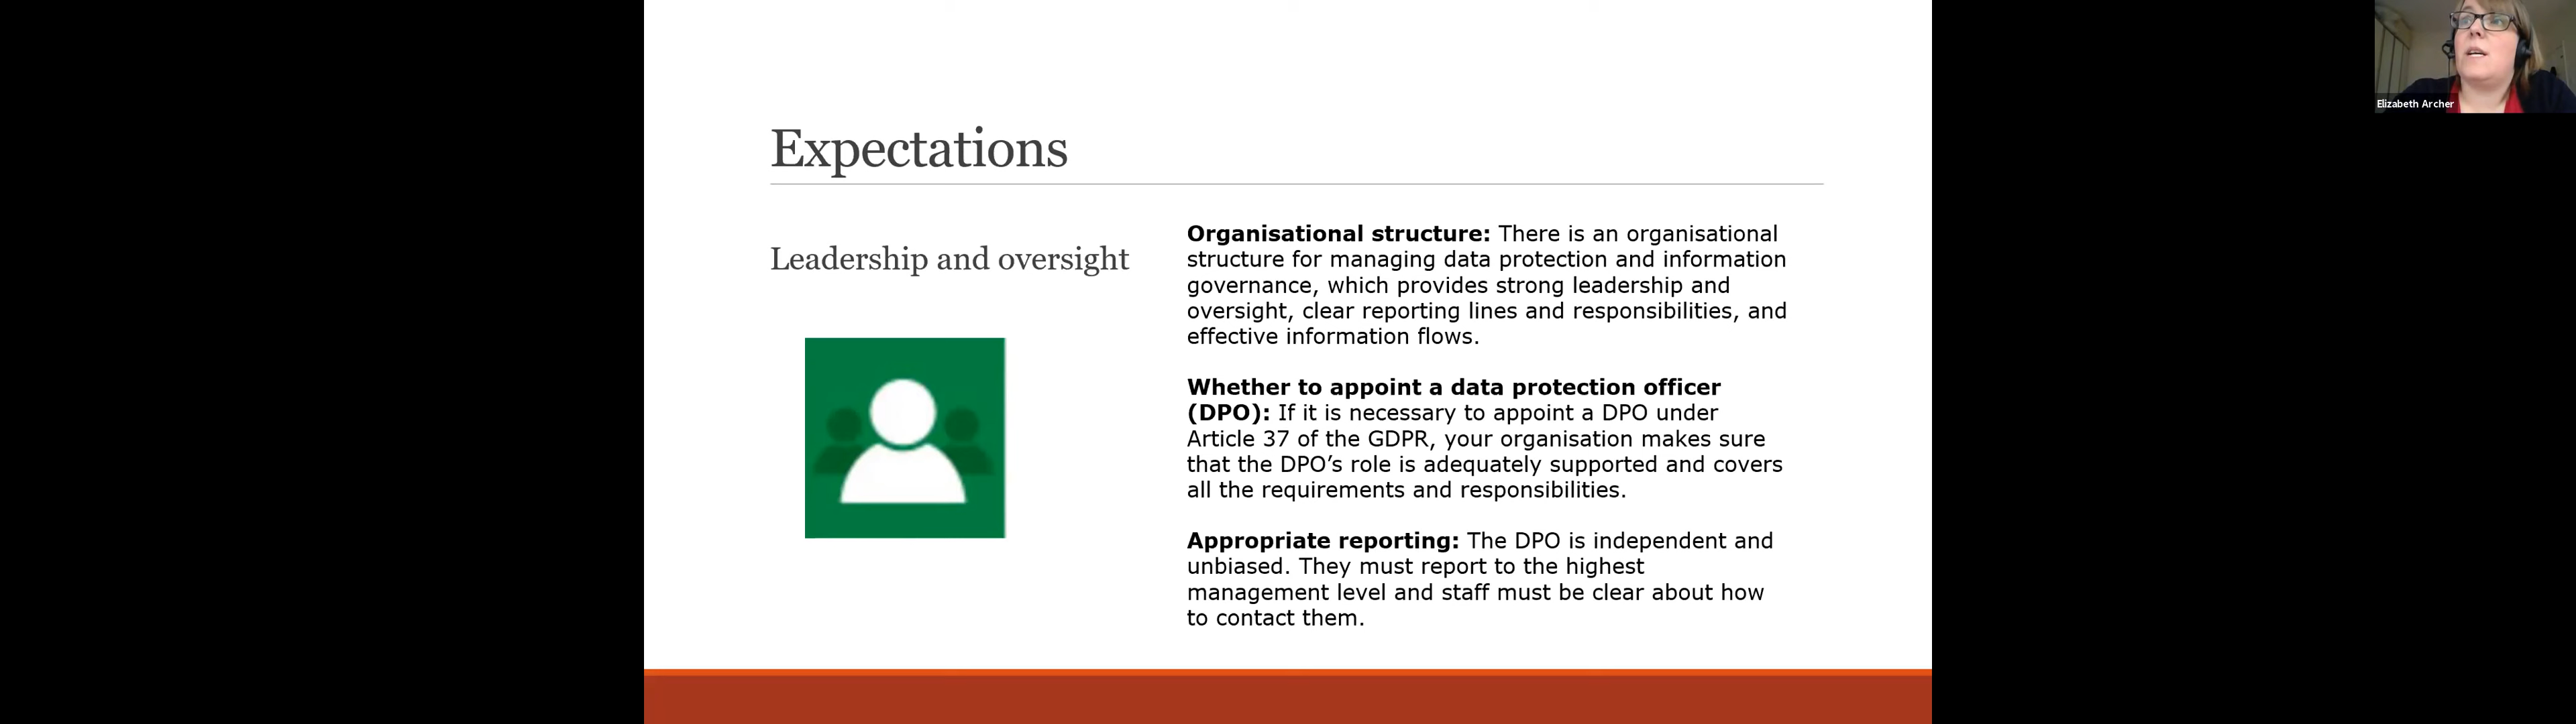 Expectations
Leadership and oversight
Organisational structure: There is an organisational
structure for managing data protection and information
governance, which provides strong leadership and
oversight, clear reporting lines and responsibilities, and
effective information flows.
Whether to appoint a data protection officer
(DPO): If it is necessary to appoint a DPO under
Article 37 of the GDPR, your organisation makes sure
that the DPO’s role is adequately supported and covers
all the requirements and responsibilities.
Appropriate reporting: The DPO is independent and
unbiased. They must report to the highest
management level and staff must be clear about how
to contact them.
Elizabeth Archer